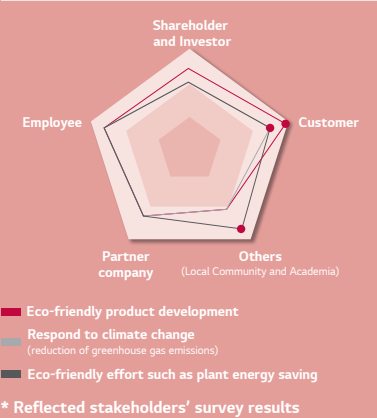 Shareholder
and Investor
Employee
Customer
Partner
company
Others
(Local Community and Academia)
Eco-friendly product development
Respond to climate change
(reduction of greenhouse gas emissions)
Eco-friendly effort such as plant energy saving
* Reflected stakeholders’ survey results